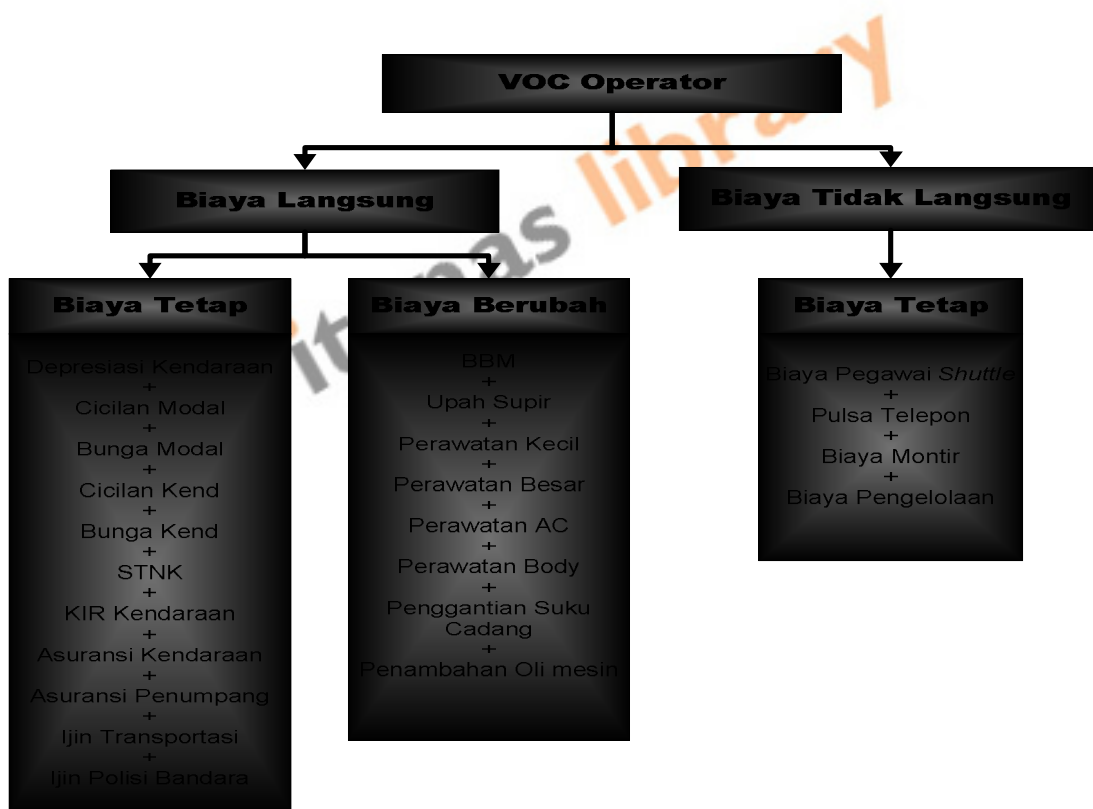 VOC Operator
Biaya Langsung
Biaya Tidak Langsung
Biaya Tetap
Depresiasi Kendaraan
+
Cicilan Modal
+
Bunga Modal
+
Cicilan Kend
+
Bunga Kend
+
STNK
+
KIR Kendaraan
+
Asuransi Kendaraan
+
Asuransi Penumpang
+
Ijin Transportasi
+
Ijin Polisi Bandara
Biaya Berubah
BBM
+
Upah Supir
+
Perawatan Kecil
+
Perawatan Besar
+
Perawatan AC
+
Perawatan Body
+
Penggantian Suku
Cadang
+
Penambahan Oli mesin
Biaya Tetap
Biaya Pegawai Shuttle
+
Pulsa Telepon
+
Biaya Montir
+
Biaya Pengelolaan
library